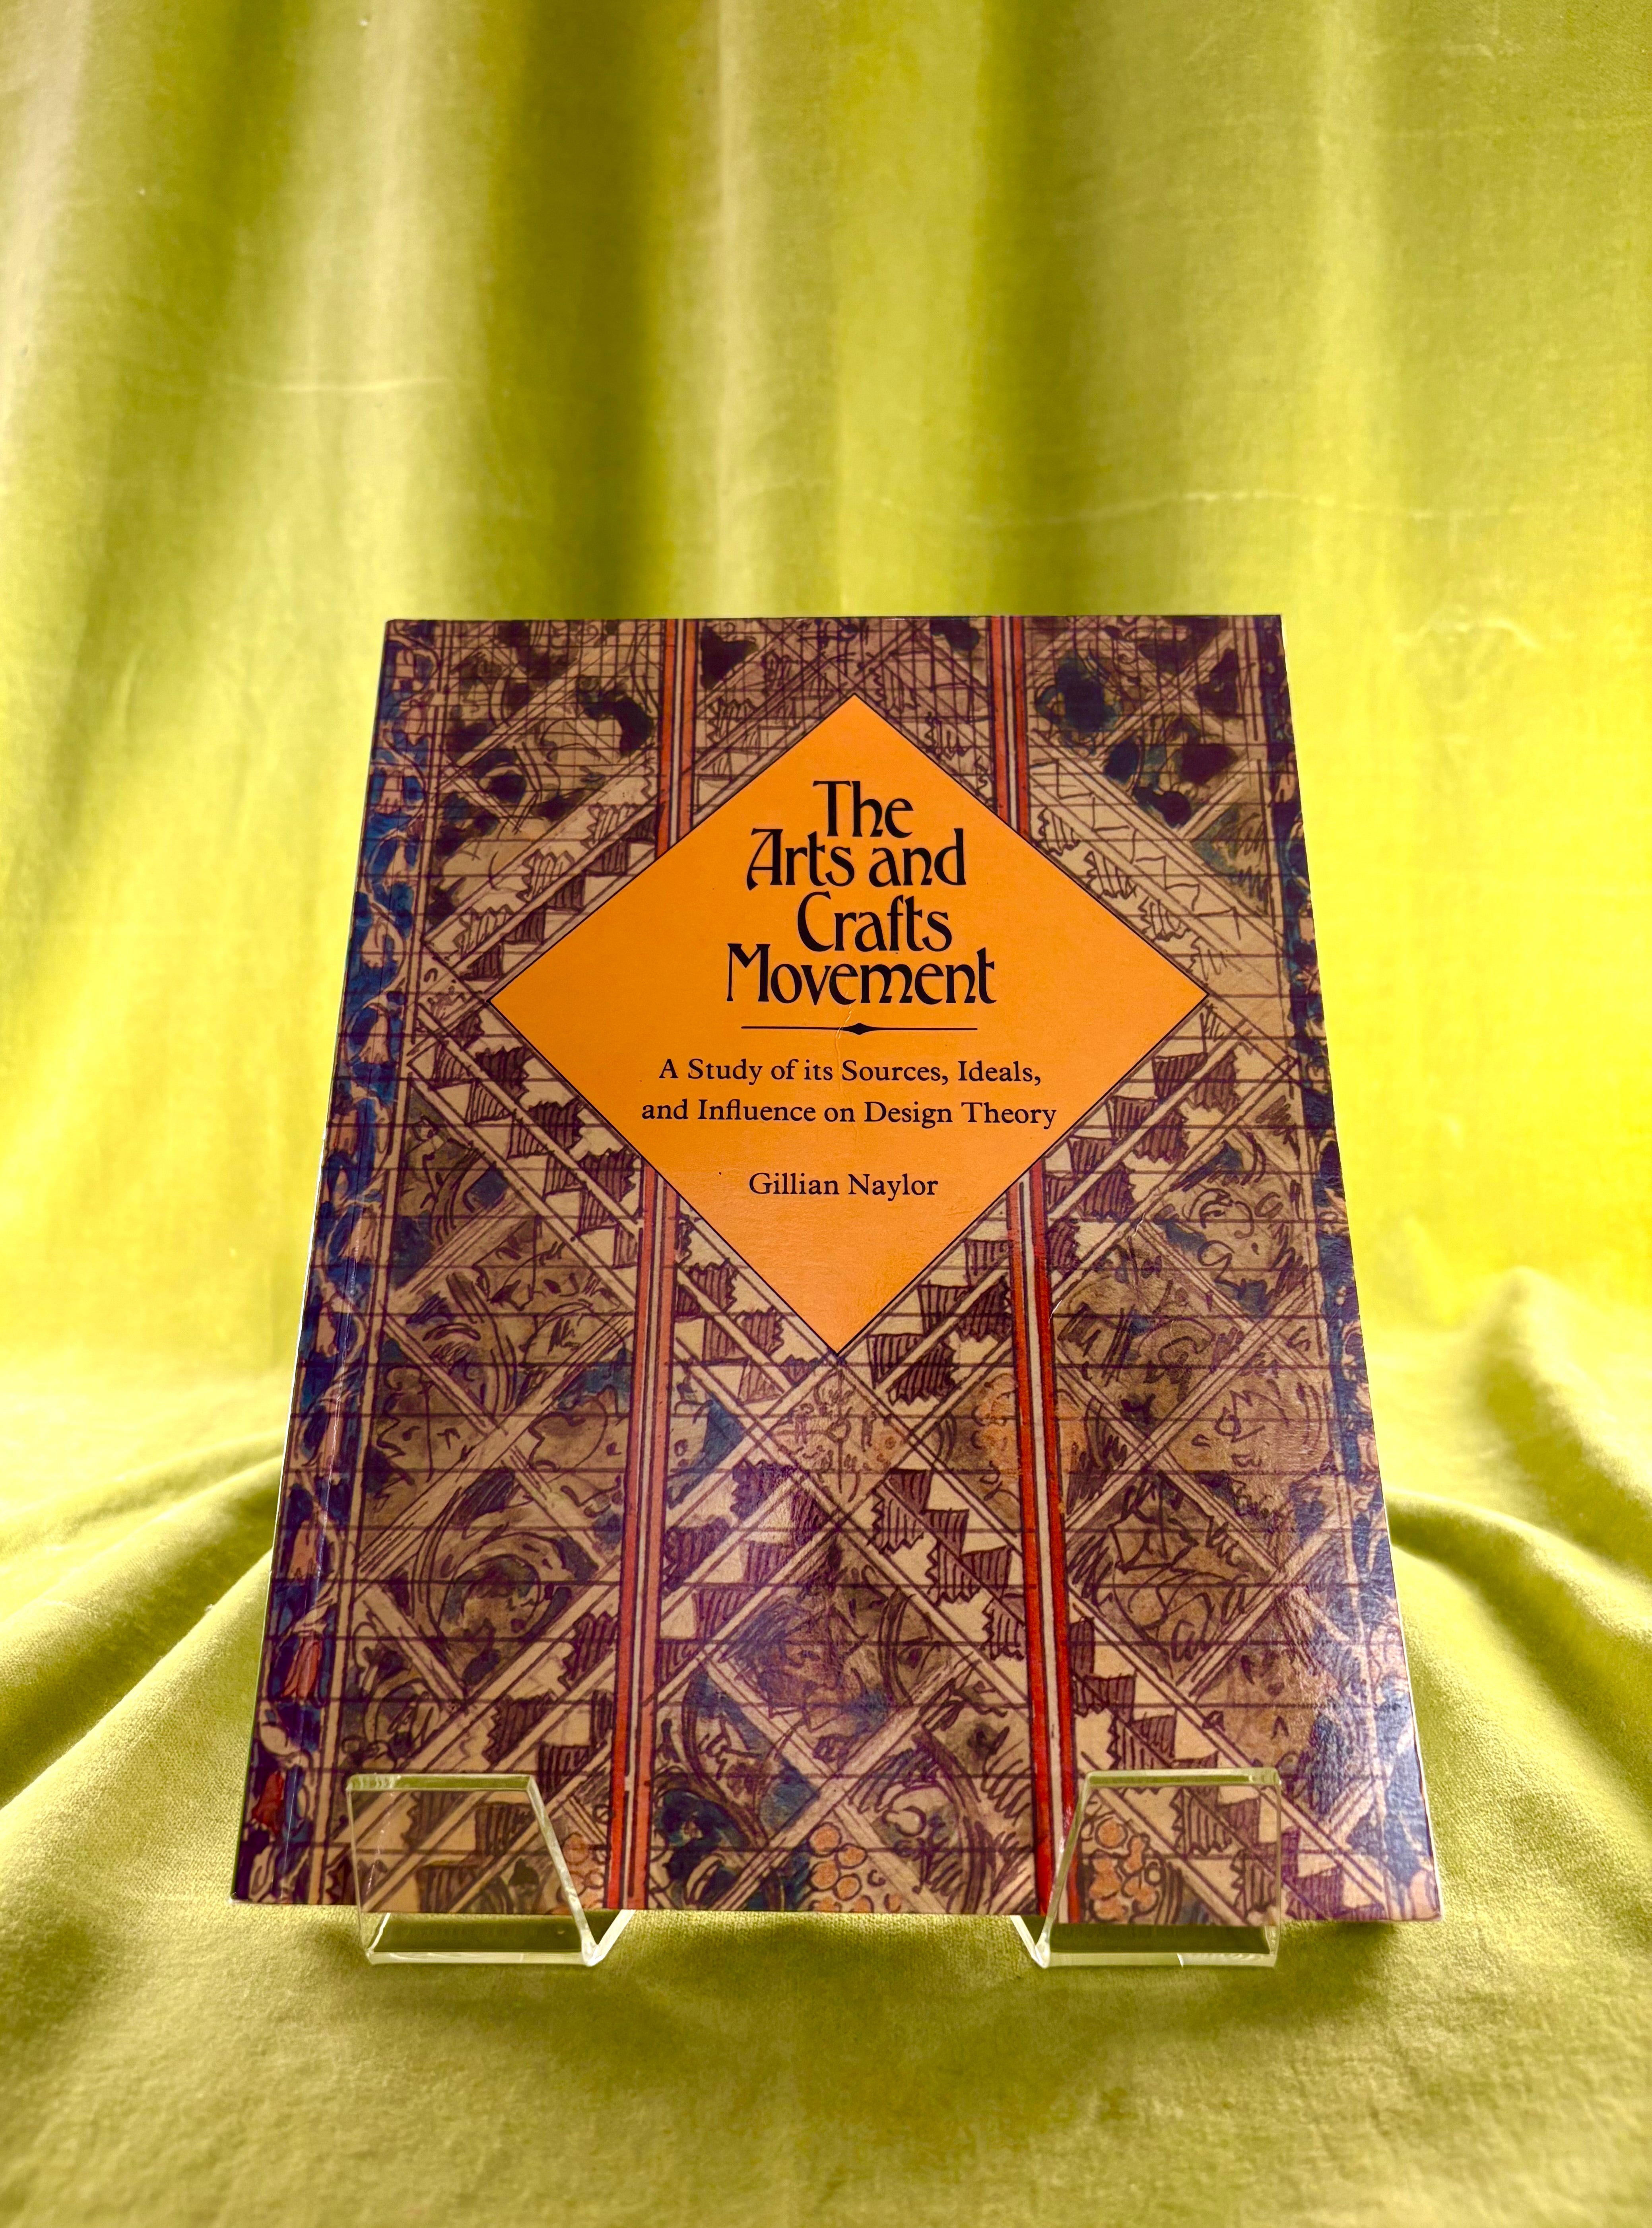 The
Arts and
Crafts
Movement
A Study of its Sources, Ideals,
and Influence on Design Theory
Gillian Naylor